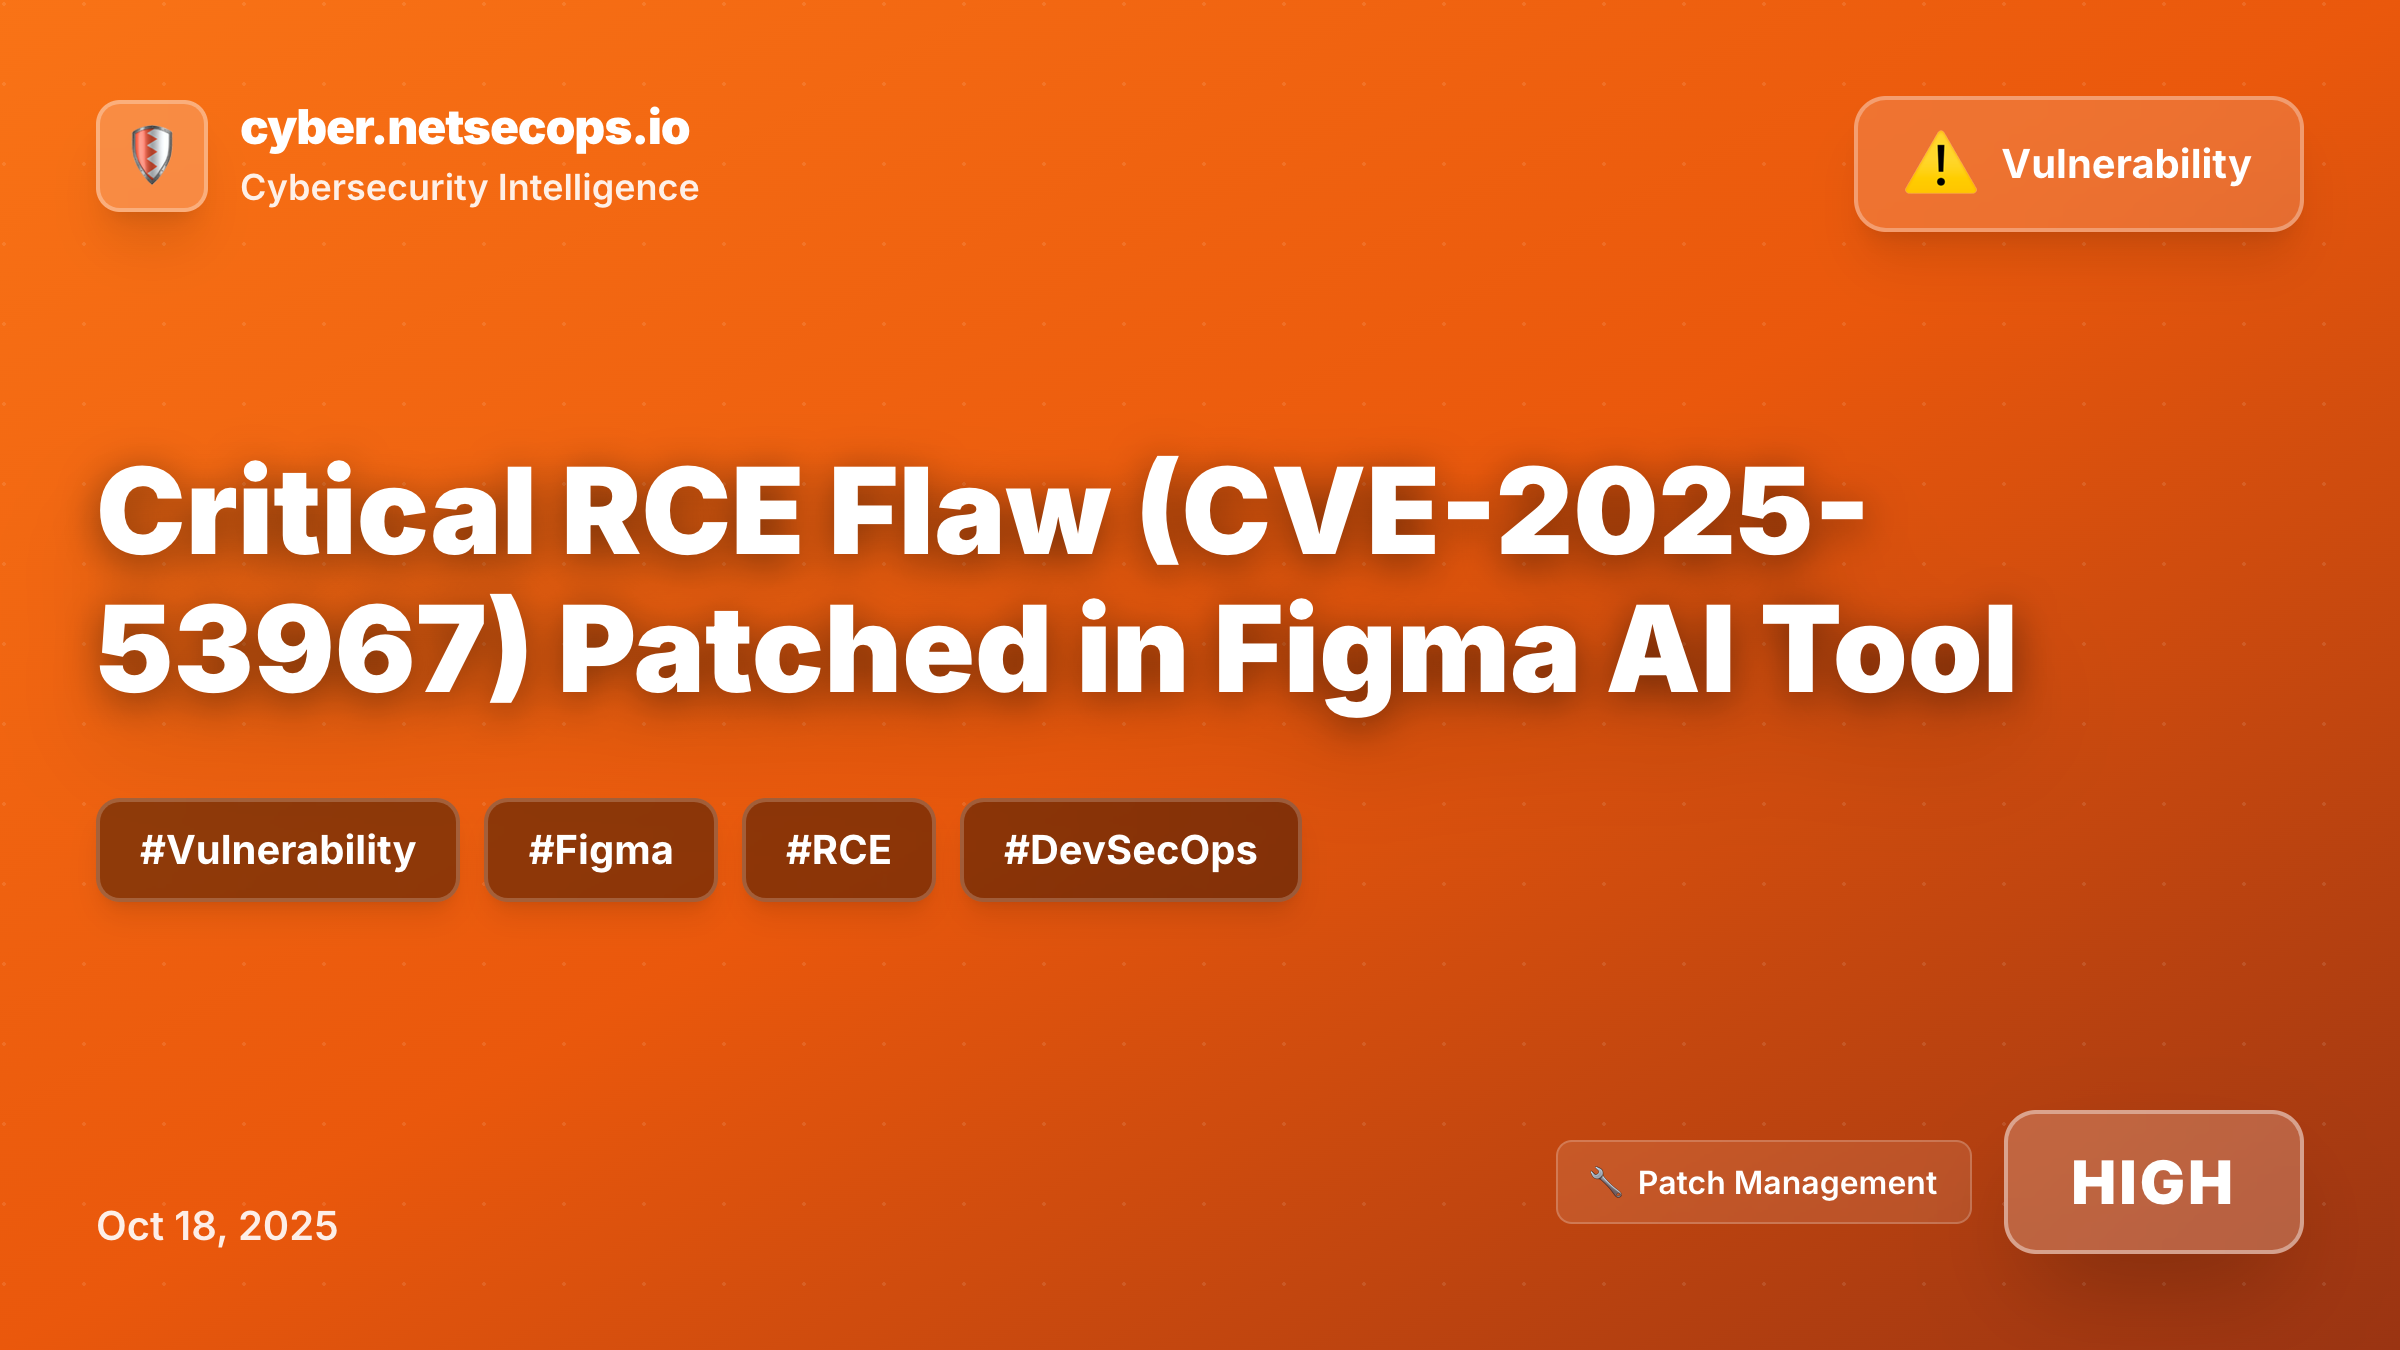 cyber.netsecops.io
Cybersecurity Intelligence
Vulnerability
Critical RCE Flaw (CVE-2025-
53967) Patched in Figma AI Tool
#Vulnerability
#Figma
#RCE
#DevSecOps
Oct 18, 2025
Patch Management
HIGH